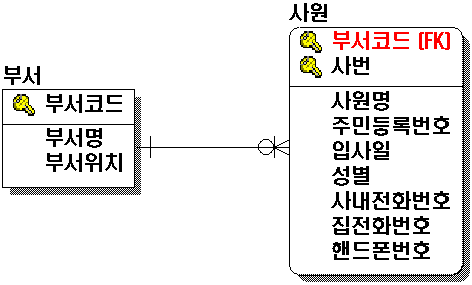 부서
부서코드
부서명
부서위치
사원
부서코드 (FK)
사번
사원명
주민등록번호
입사일
성별
사내전화번호
집전화번호
핸드폰번호